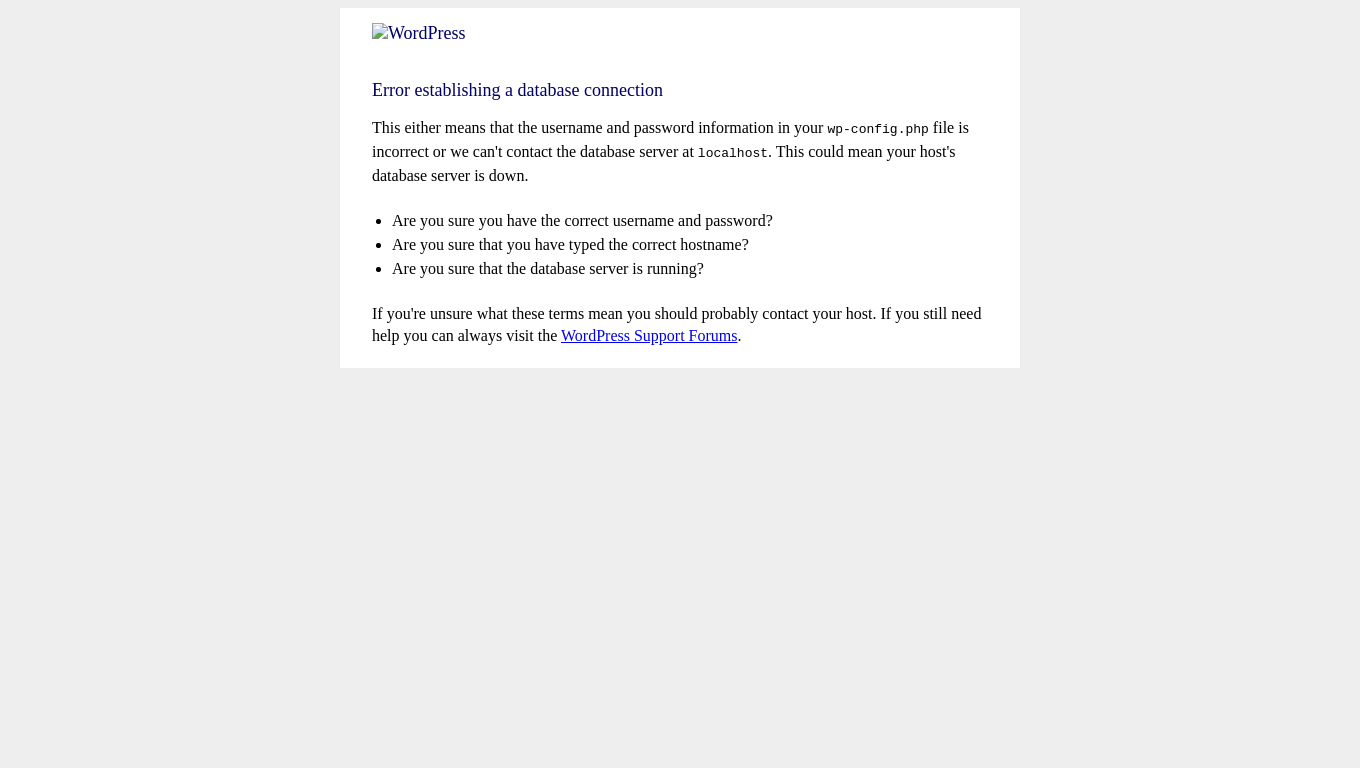 WordPress
Error establishing a database connection
This either means that the username and password information in your wp-config.php file is
incorrect or we can't contact the database server at localhost. This could mean your host's
database server is down.
Are you sure you have the correct username and password?
Are you sure that you have typed the correct hostname?
Are you sure that the database server is running?
If you're unsure what these terms mean you should probably contact your host. If you still need
help you can always visit the WordPress Support Forums.